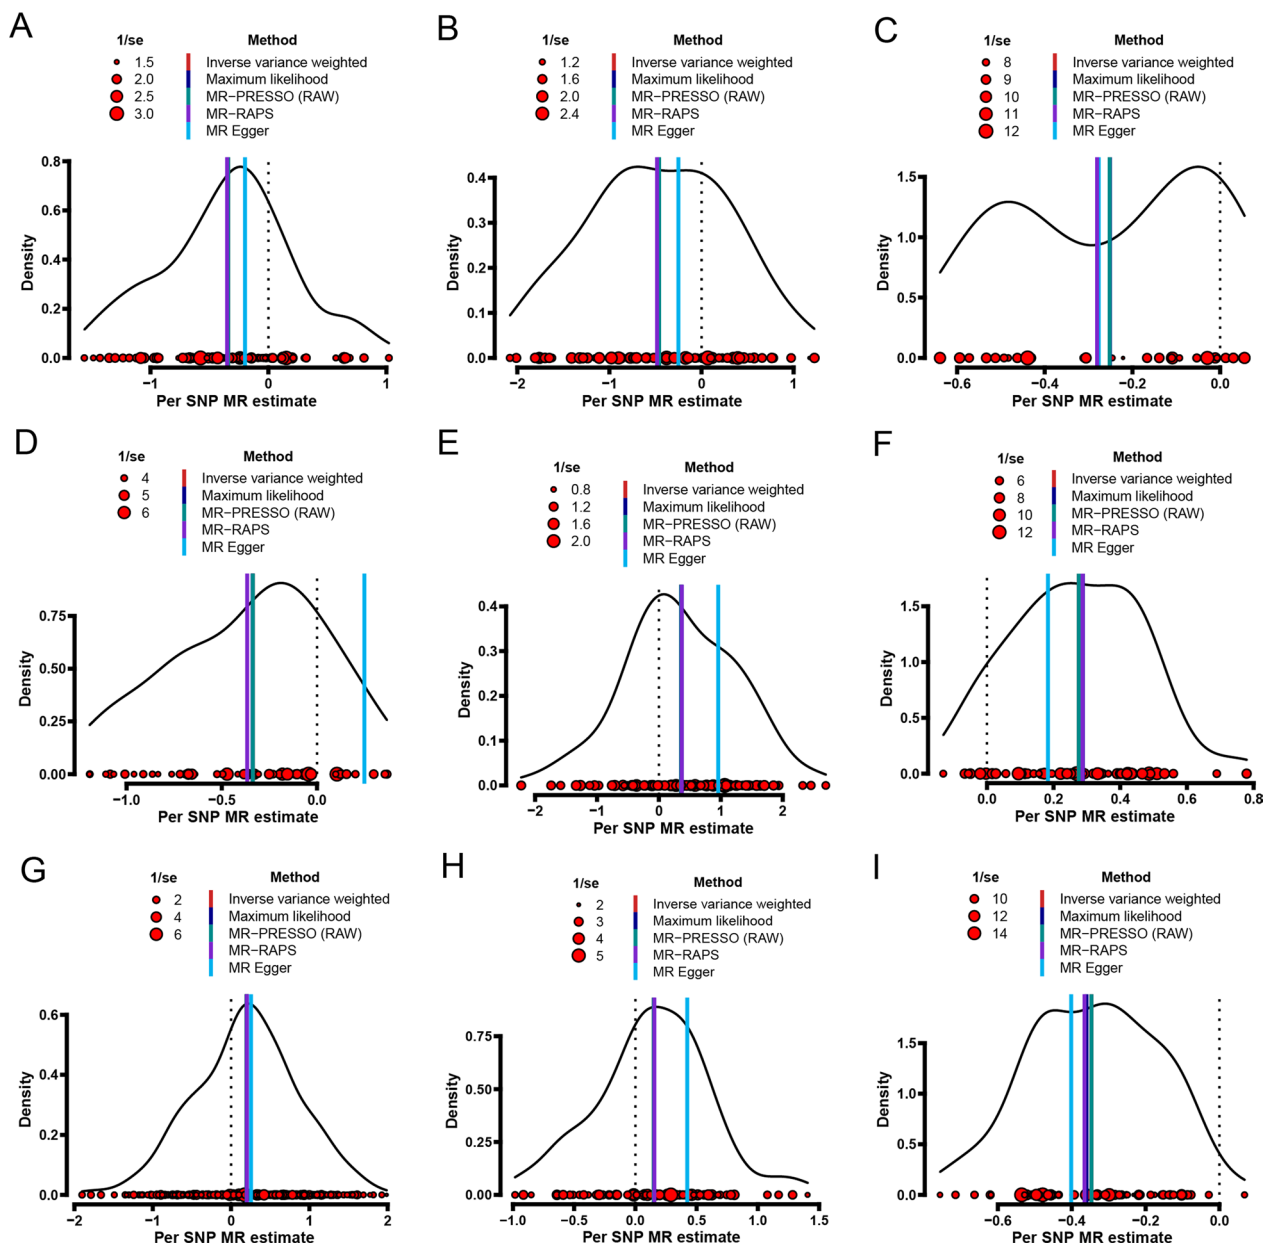 A
1/se
Method
1.5
Inverse variance weighted
2.0
Maximum likelihood
2.5
MR−PRESSO (RAW)
3.0
MR−RAPS
MR Egger
Density
0.8
0.6
0.4
0.2
0.0
−1
0
1
Per SNP MR estimate
B
1/se
Method
1.2
Inverse variance weighted
1.6
Maximum likelihood
2.0
MR−PRESSO (RAW)
2.4
MR−RAPS
MR Egger
Density
0.4
0.3
0.2
0.1
0.0
−2
−1
0
1
Per SNP MR estimate
C
1/se
Method
8
Inverse variance weighted
9
Maximum likelihood
10
MR−PRESSO (RAW)
11
MR−RAPS
12
MR Egger
Density
1.5
1.0
0.5
0.0
−0.6
−0.4
−0.2
0.0
Per SNP MR estimate
D
1/se
Method
4
Inverse variance weighted
5
Maximum likelihood
6
MR−PRESSO (RAW)
MR−RAPS
MR Egger
Density
0.75
0.50
0.25
0.00
−1.0
−0.5
0.0
Per SNP MR estimate
E
1/se
Method
0.8
Inverse variance weighted
1.2
Maximum likelihood
1.6
MR−PRESSO (RAW)
2.0
MR−RAPS
MR Egger
Density
0.4
0.3
0.2
0.1
0.0
−2
−1
0
1
2
Per SNP MR estimate
F
1/se
Method
6
Inverse variance weighted
8
Maximum likelihood
10
MR−PRESSO (RAW)
12
MR−RAPS
MR Egger
Density
1.5
1.0
0.5
0.0
0.0
0.2
0.4
0.6
0.8
Per SNP MR estimate
G
1/se
Method
2
Inverse variance weighted
4
Maximum likelihood
6
MR−PRESSO (RAW)
MR−RAPS
MR Egger
Density
0.6
0.4
0.2
0.0
−2
−1
0
1
2
Per SNP MR estimate
H
1/se
Method
2
Inverse variance weighted
3
Maximum likelihood
4
MR−PRESSO (RAW)
5
MR−RAPS
MR Egger
Density
0.75
0.50
0.25
0.00
−1.0
−0.5
0.0
0.5
1.0
1.5
Per SNP MR estimate
I
1/se
Method
10
Inverse variance weighted
12
Maximum likelihood
14
MR−PRESSO (RAW)
MR−RAPS
MR Egger
Density
1.5
1.0
0.5
0.0
−0.6
−0.4
−0.2
0.0
Per SNP MR estimate